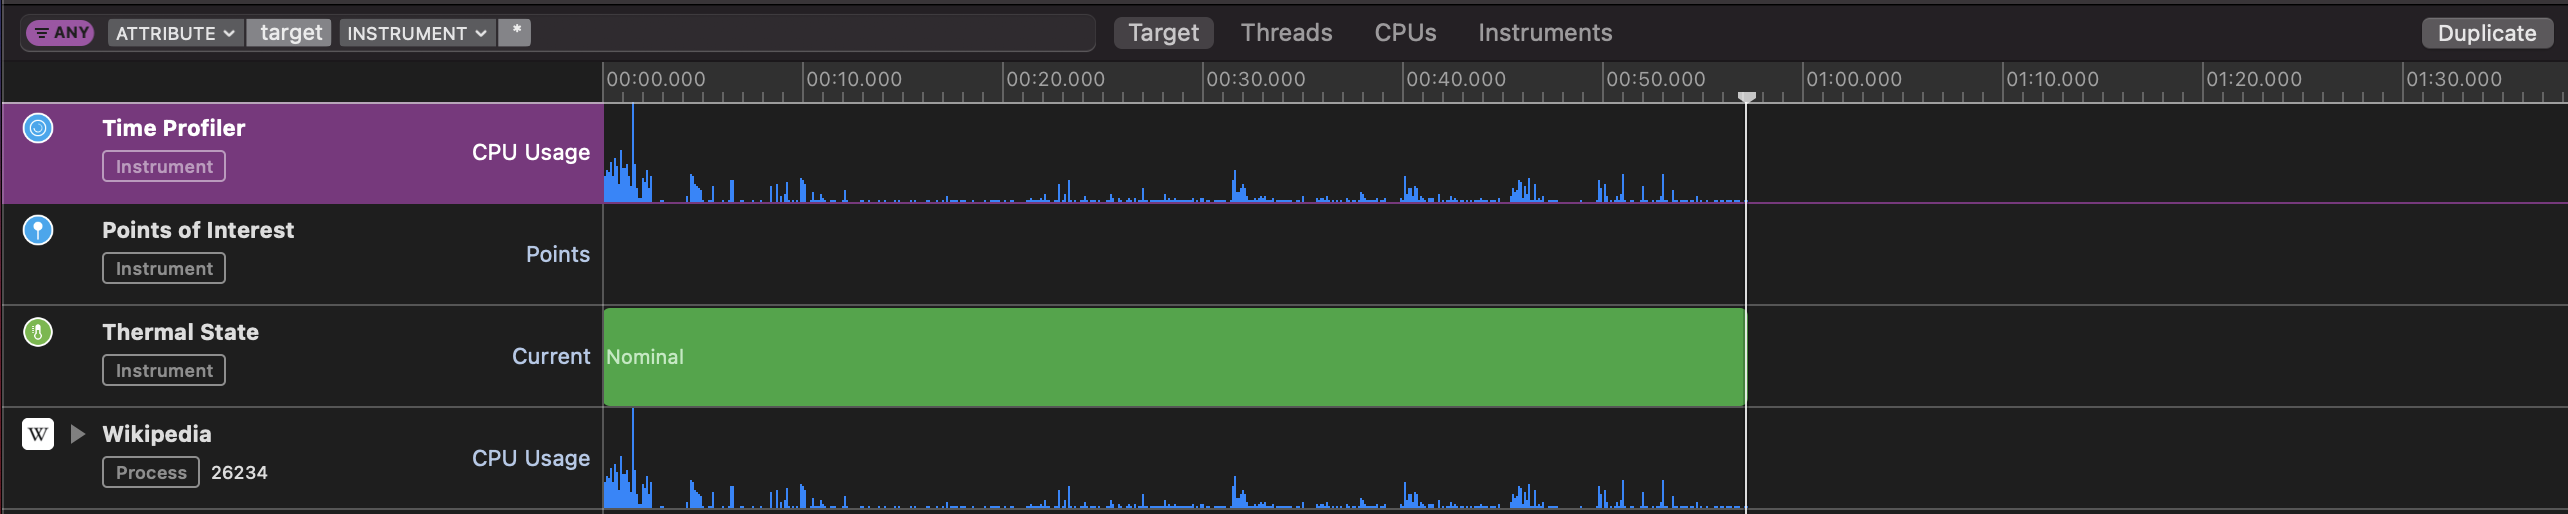 ANY ATTRIBUTE target INSTRUMENT * Target Threads CPUs Instruments Duplicate
00:00.000 00:10.000 00:20.000 00:30.000 00:40.000 00:50.000 01:00.000 01:10.000 01:20.000 01:30.000
Time Profiler
Instrument
CPU Usage
Points of Interest
Instrument
Points
Thermal State
Instrument
Current
Nominal
W
Wikipedia
Process 26234
CPU Usage